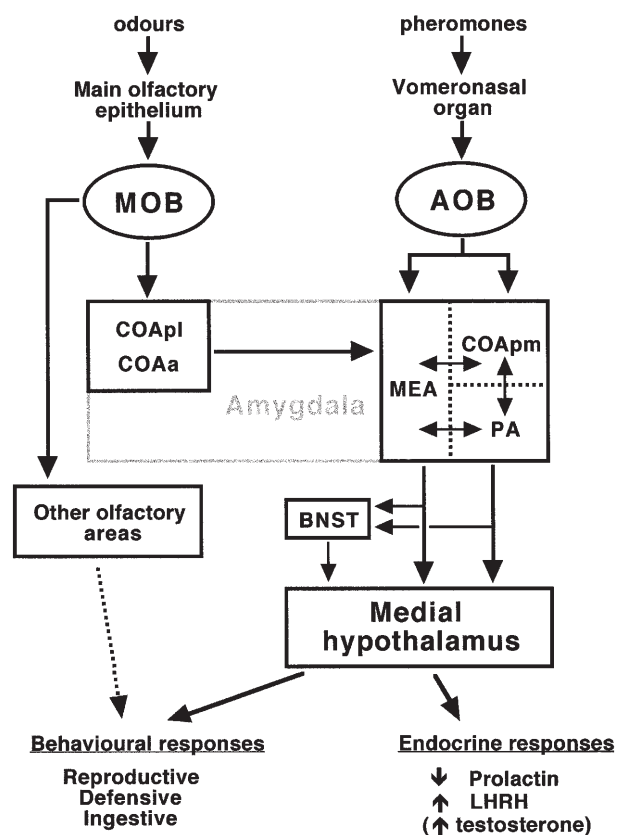 odours
pheromones
Main olfactory
epithelium
Vomeronasal
organ
MOB
AOB
COApl
COAa
COApm
MEA
Amygdala
PA
Other olfactory
areas
BNST
Medial
hypothalamus
Behavioural responses
Reproductive
Defensive
Ingestive
Endocrine responses
↓ Prolactin
↑ LHRH
(↑ testosterone)